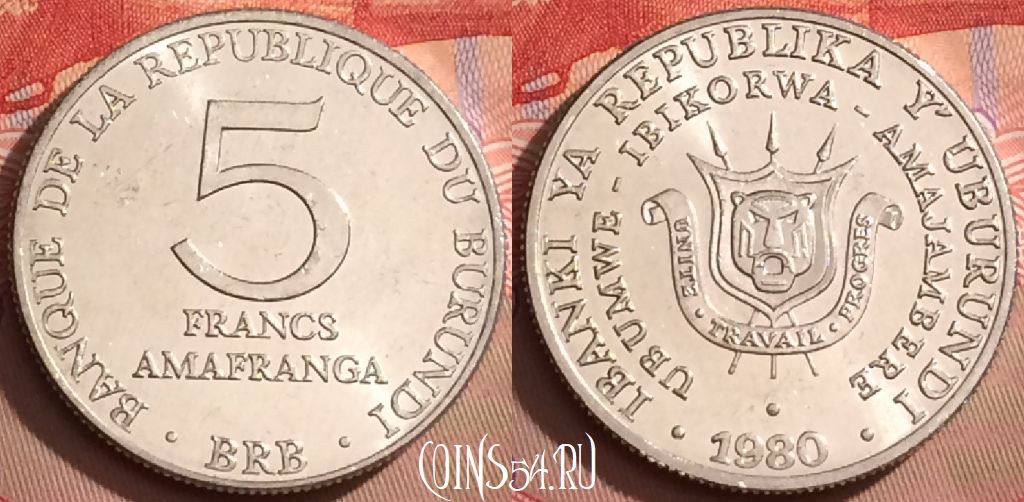 BANQUE DE LA REPUBLIQUE DU BURUNDI
5
FRANCS
AMAFRANGA
· BRB ·
IBANKI YA REPUBLIKA Y'UBURUNDI
UBUMWE - IBIKORWA - AMAJAMBERE
UNITE · TRAVAIL · PROGRES
· 1980 ·
COINS54.RU